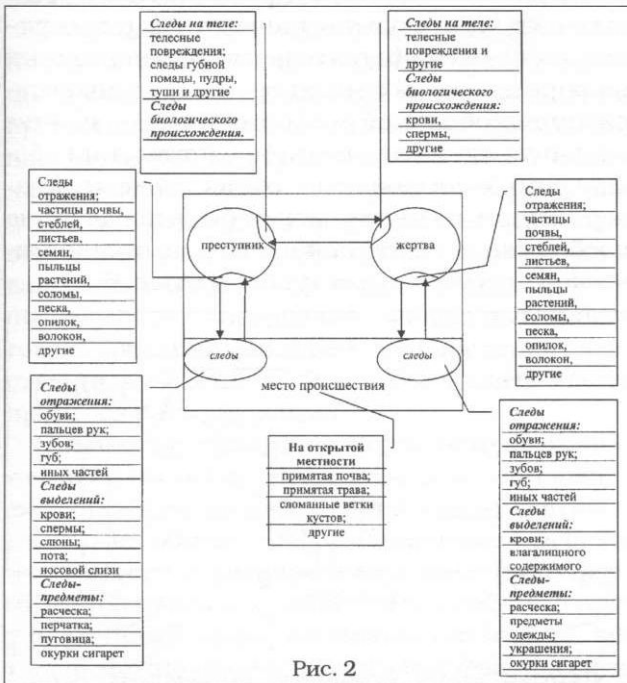 Следы на теле:
телесные
повреждения;
следы губной
помады, пудры,
туши и другие
Следы
биологического
происхождения.
Следы на теле:
телесные
повреждения и
другие
Следы
биологического
происхождения:
крови,
спермы,
другие
Следы
отражения;
частицы почвы,
стеблей,
листьев,
семян,
пыльцы
растений,
соломы,
песка,
опилок,
волокон,
другие
преступник
жертва
Следы
отражения;
частицы
почвы,
стеблей,
листьев,
семян,
пыльцы
растений,
соломы,
песка,
опилок,
волокон,
другие
следы
следы
место происшествия
Следы
отражения:
обуви;
пальцев рук;
зубов;
губ;
иных частей
Следы
выделений:
крови;
спермы;
слюны;
пота;
носовой слизи
Следы-
предметы:
расческа;
перчатка;
пуговица;
окурки сигарет
На открытой
местности
примятая почва;
примятая трава;
сломанные ветки
кустов;
другие
Следы
отражения:
обуви;
пальцев рук;
зубов;
губ;
иных частей
Следы
выделений:
крови;
влагалищного
содержимого
Следы-
предметы:
расческа;
предметы
одежды;
украшения;
окурки сигарет
Рис. 2